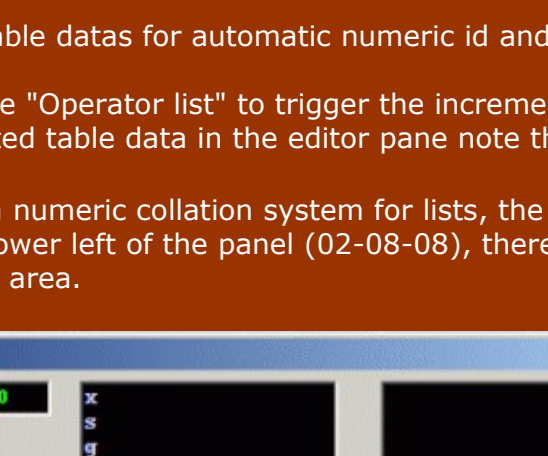 able datas for automatic numeric id and
e "Operator list" to trigger the increme
ted table data in the editor pane note th
numeric collation system for lists, the
ower left of the panel (02-08-08), there
area.
0
x
s
g